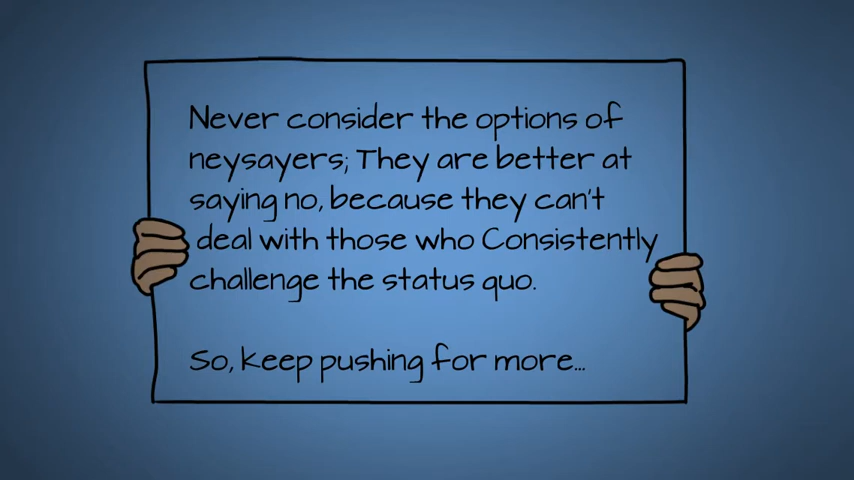 Never consider the options of
neysayers; They are better at
saying no, because they can't
deal with those who Consistently
challenge the status quo.
So, keep pushing for more...